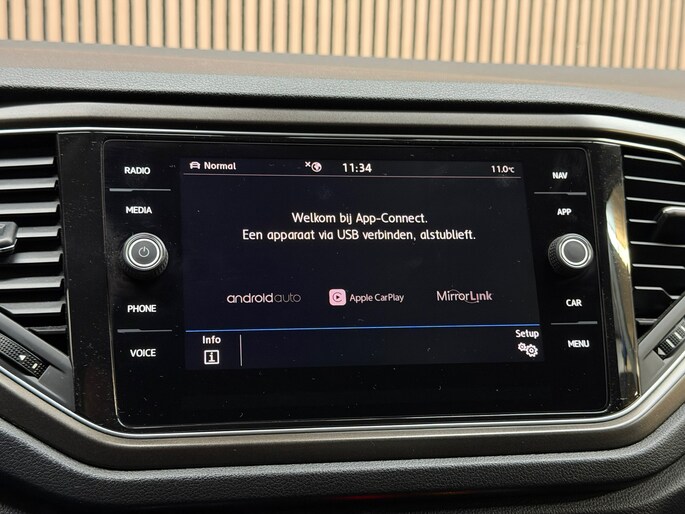 RADIO
MEDIA
PHONE
VOICE
Normal
11:34
11.0°C
Welkom bij App-Connect.
Een apparaat via USB verbinden, alstublieft.
androidauto
Apple CarPlay
MirrorLink
Info
Setup
NAV
APP
CAR
MENU